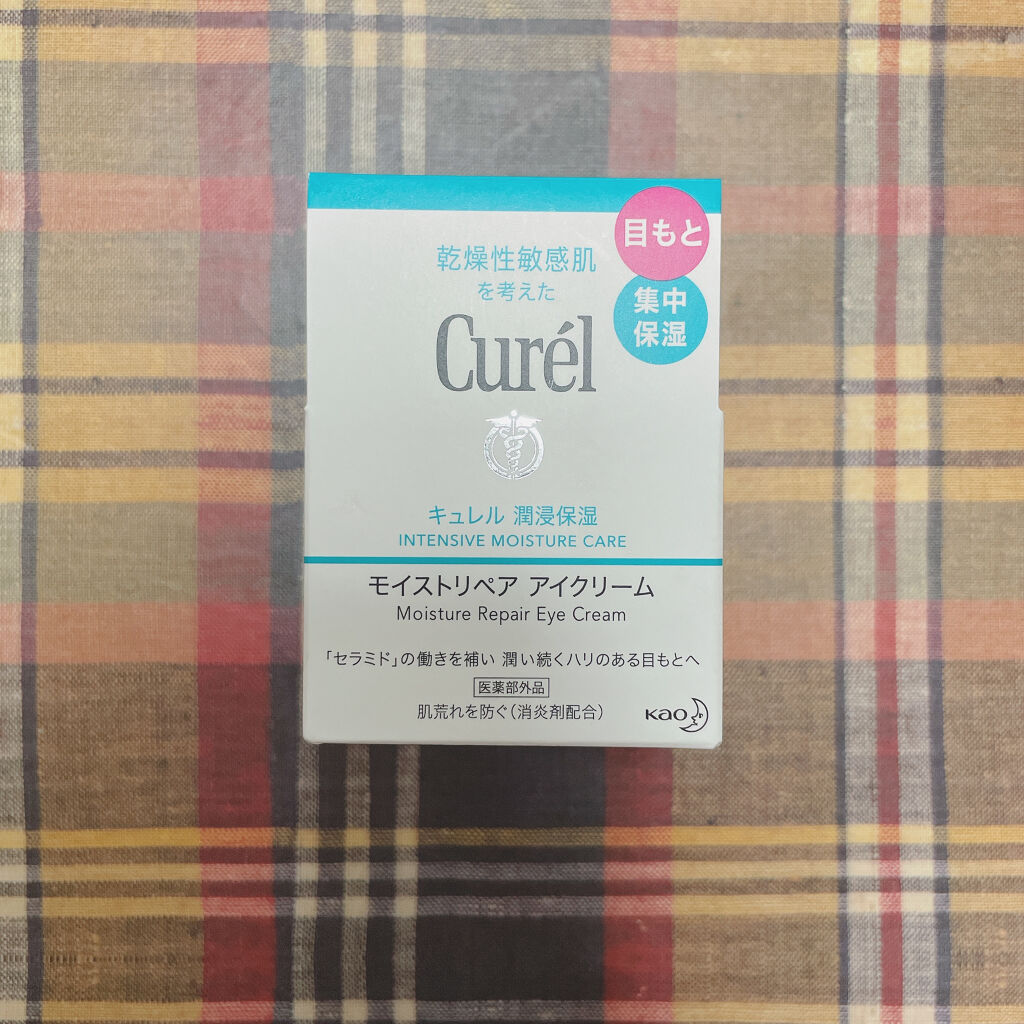 目もと
集中
保湿
乾燥性敏感肌
を考えた
Curél
キュレル 潤浸保湿
INTENSIVE MOISTURE CARE
モイストリペア アイクリーム
Moisture Repair Eye Cream
「セラミド」の働きを補い 潤い続くハリのある目もとへ
医薬部外品
肌荒れを防ぐ（消炎剤配合）
Kao